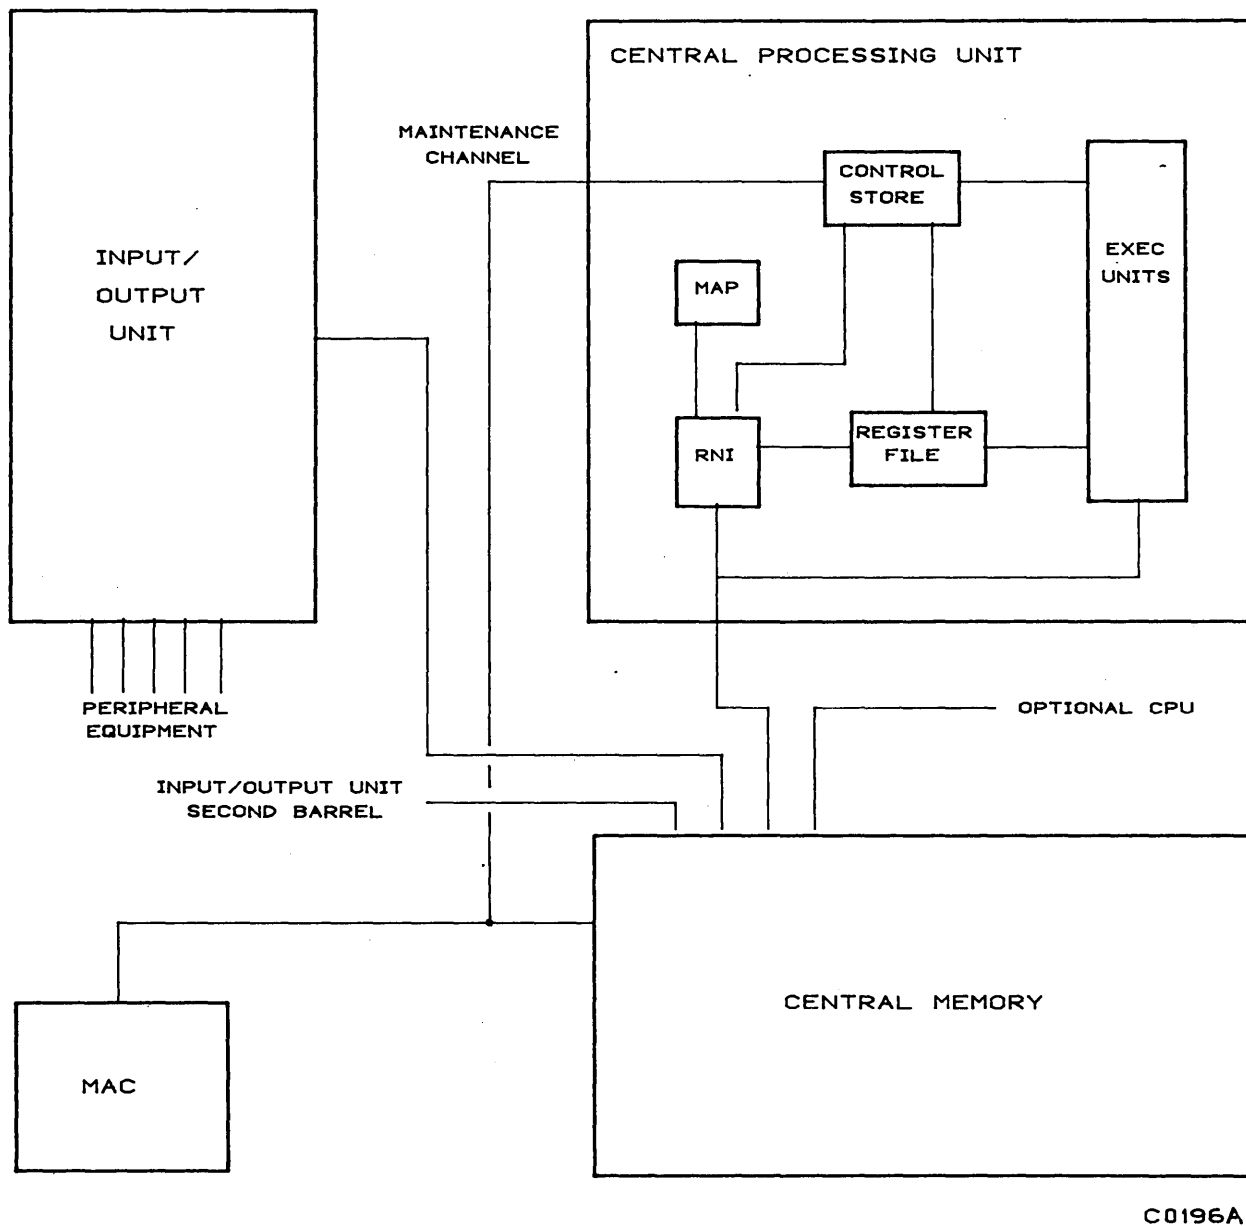 CENTRAL PROCESSING UNIT
MAINTENANCE
CHANNEL
CONTROL
STORE
INPUT/
OUTPUT
UNIT
EXEC
UNITS
MAP
REGISTER
FILE
RNI
PERIPHERAL
EQUIPMENT
OPTIONAL CPU
INPUT/OUTPUT UNIT
SECOND BARREL
CENTRAL MEMORY
MAC
C0196A